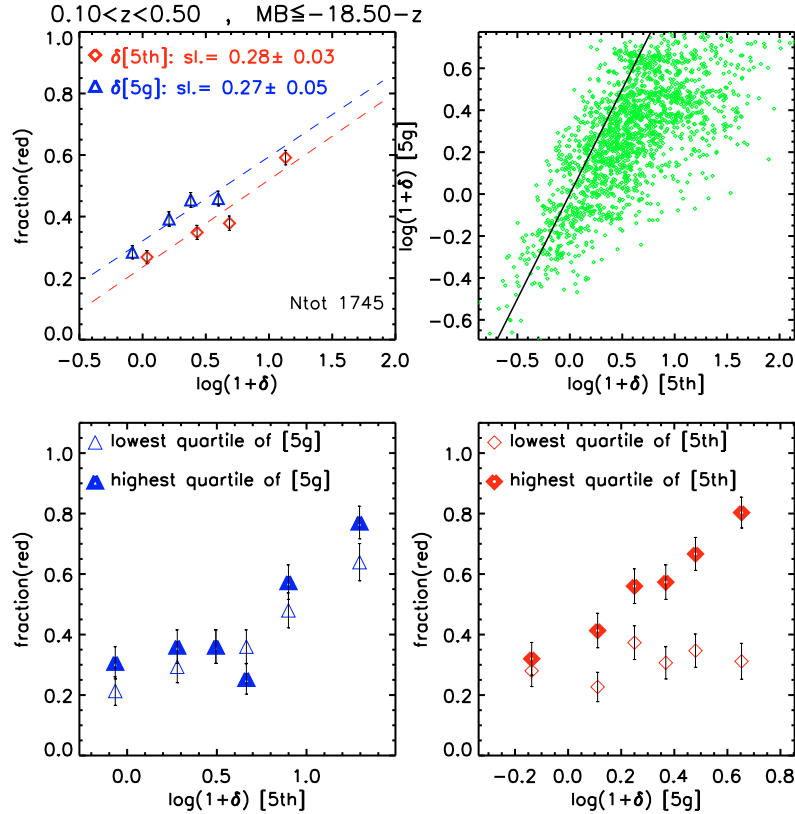 0.10<z<0.50 , MB≦−18.50−z
◇ δ[5th]: sl.= 0.28± 0.03
△ δ[5g]: sl.= 0.27± 0.05
Ntot 1745
fraction(red)
1.0
0.8
0.6
0.4
0.2
0.0
−0.5 0.0 0.5 1.0 1.5 2.0
log(1+δ)
log(1+δ) [5g]
0.6
0.4
0.2
0.0
−0.2
−0.4
−0.6
−0.5 0.0 0.5 1.0 1.5 2.0
log(1+δ) [5th]
△ lowest quartile of [5g]
▲ highest quartile of [5g]
fraction(red)
1.0
0.8
0.6
0.4
0.2
0.0
0.0 0.5 1.0 1.5
log(1+δ) [5th]
◇ lowest quartile of [5th]
◆ highest quartile of [5th]
fraction(red)
1.0
0.8
0.6
0.4
0.2
0.0
−0.2 0.0 0.2 0.4 0.6 0.8
log(1+δ) [5g]